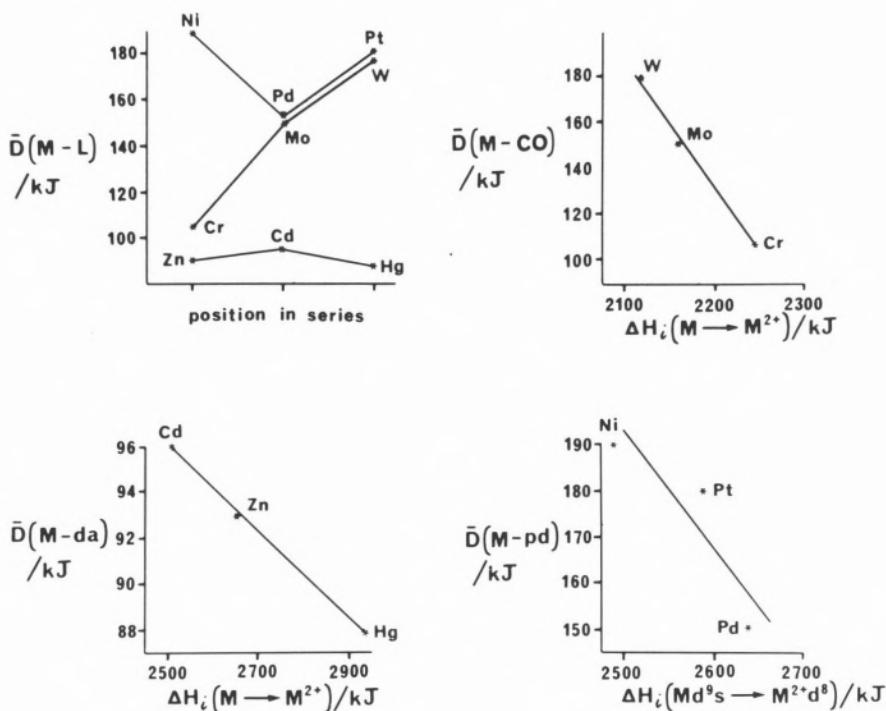 Ni
Pt
180
W
160
Pd
D̄(M-L)
Mo
/kJ
140
120
Cr
Cd
100
Zn
Hg
position in series
180
W
160
Mo
D̄(M-CO)
/kJ
140
120
Cr
100
2100 2200 2300
ΔHᵢ(M → M²⁺)/kJ
Cd
96
94
Zn
D̄(M-da)
92
/kJ
90
88
Hg
2500 2700 2900
ΔHᵢ(M → M²⁺)/kJ
Ni
190
180
Pt
D̄(M-pd)
170
/kJ
160
150
Pd
2500 2600 2700
ΔHᵢ(Md⁹s → M²⁺d⁸)/kJ